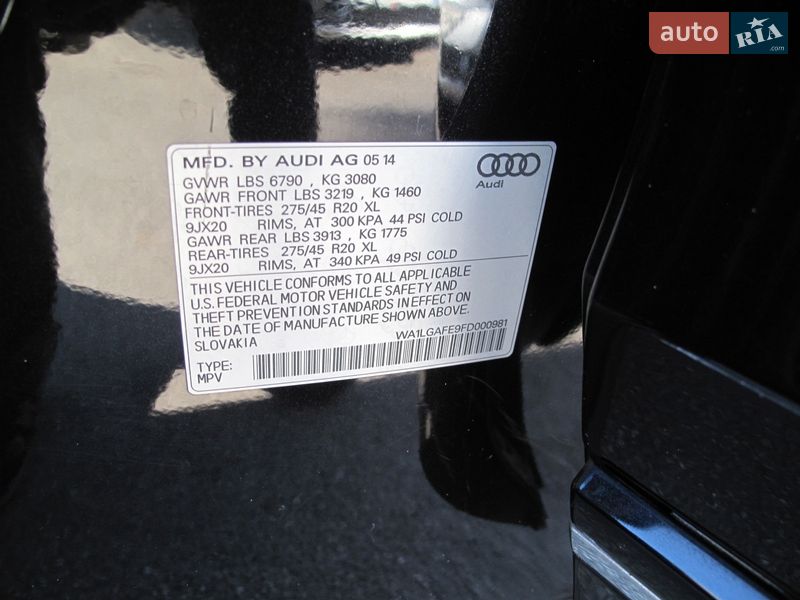 auto RIA .com
MFD. BY AUDI AG 05 14
Audi
GVWR LBS 6790 , KG 3080
GAWR FRONT LBS 3219 , KG 1460
FRONT-TIRES 275/45 R20 XL
9JX20 RIMS, AT 300 KPA 44 PSI COLD
GAWR REAR LBS 3913 , KG 1775
REAR-TIRES 275/45 R20 XL
9JX20 RIMS, AT 340 KPA 49 PSI COLD
THIS VEHICLE CONFORMS TO ALL APPLICABLE
U.S. FEDERAL MOTOR VEHICLE SAFETY AND
THEFT PREVENTION STANDARDS IN EFFECT ON
THE DATE OF MANUFACTURE SHOWN ABOVE.
SLOVAKIA
WA1LGAFE9FD000981
TYPE:
MPV